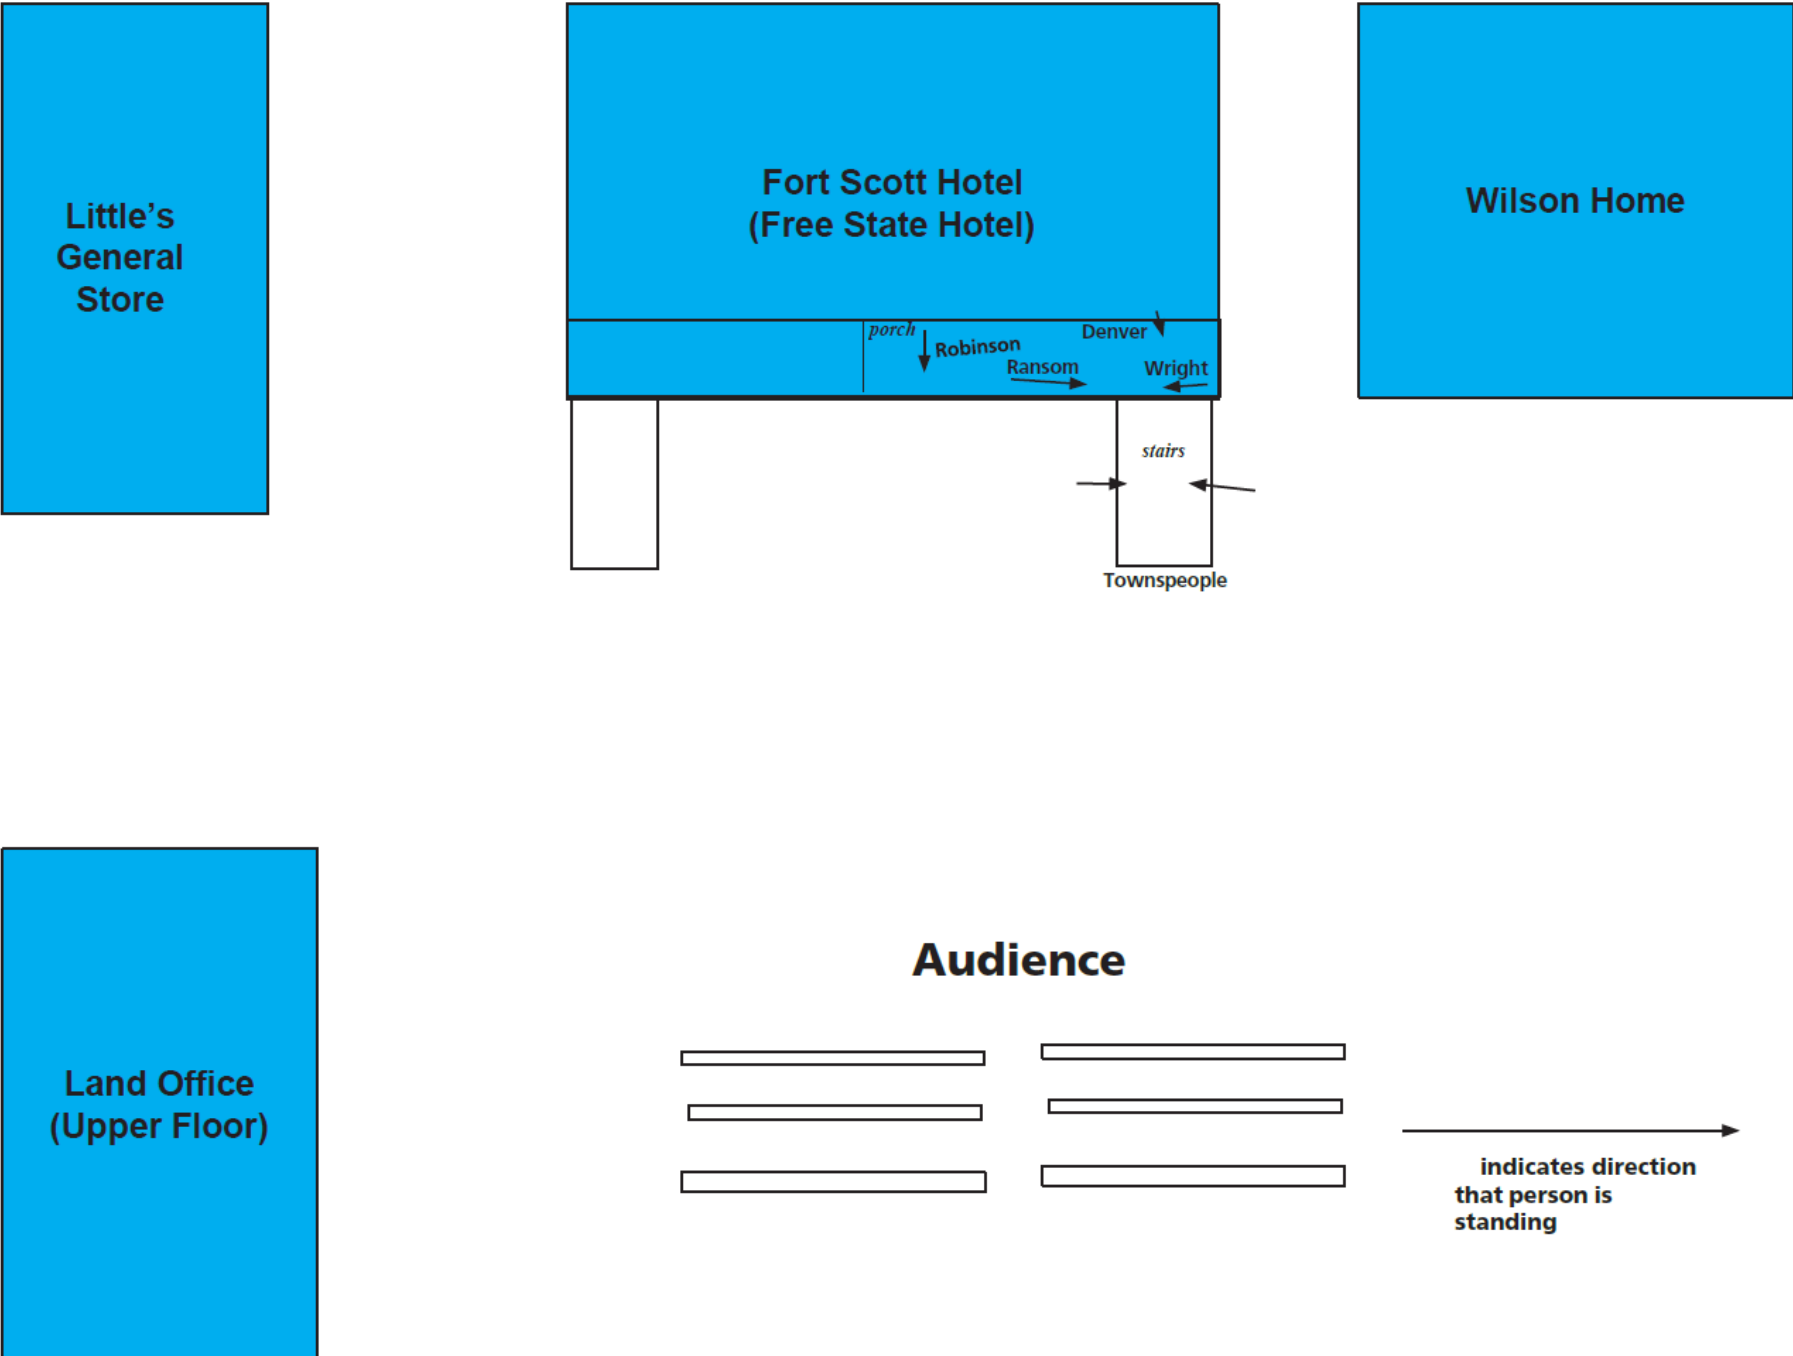 Little’s
General
Store
Fort Scott Hotel
(Free State Hotel)
Wilson Home
porch
Robinson
Denver
Ransom
Wright
stairs
Townspeople
Land Office
(Upper Floor)
Audience
indicates direction
that person is
standing